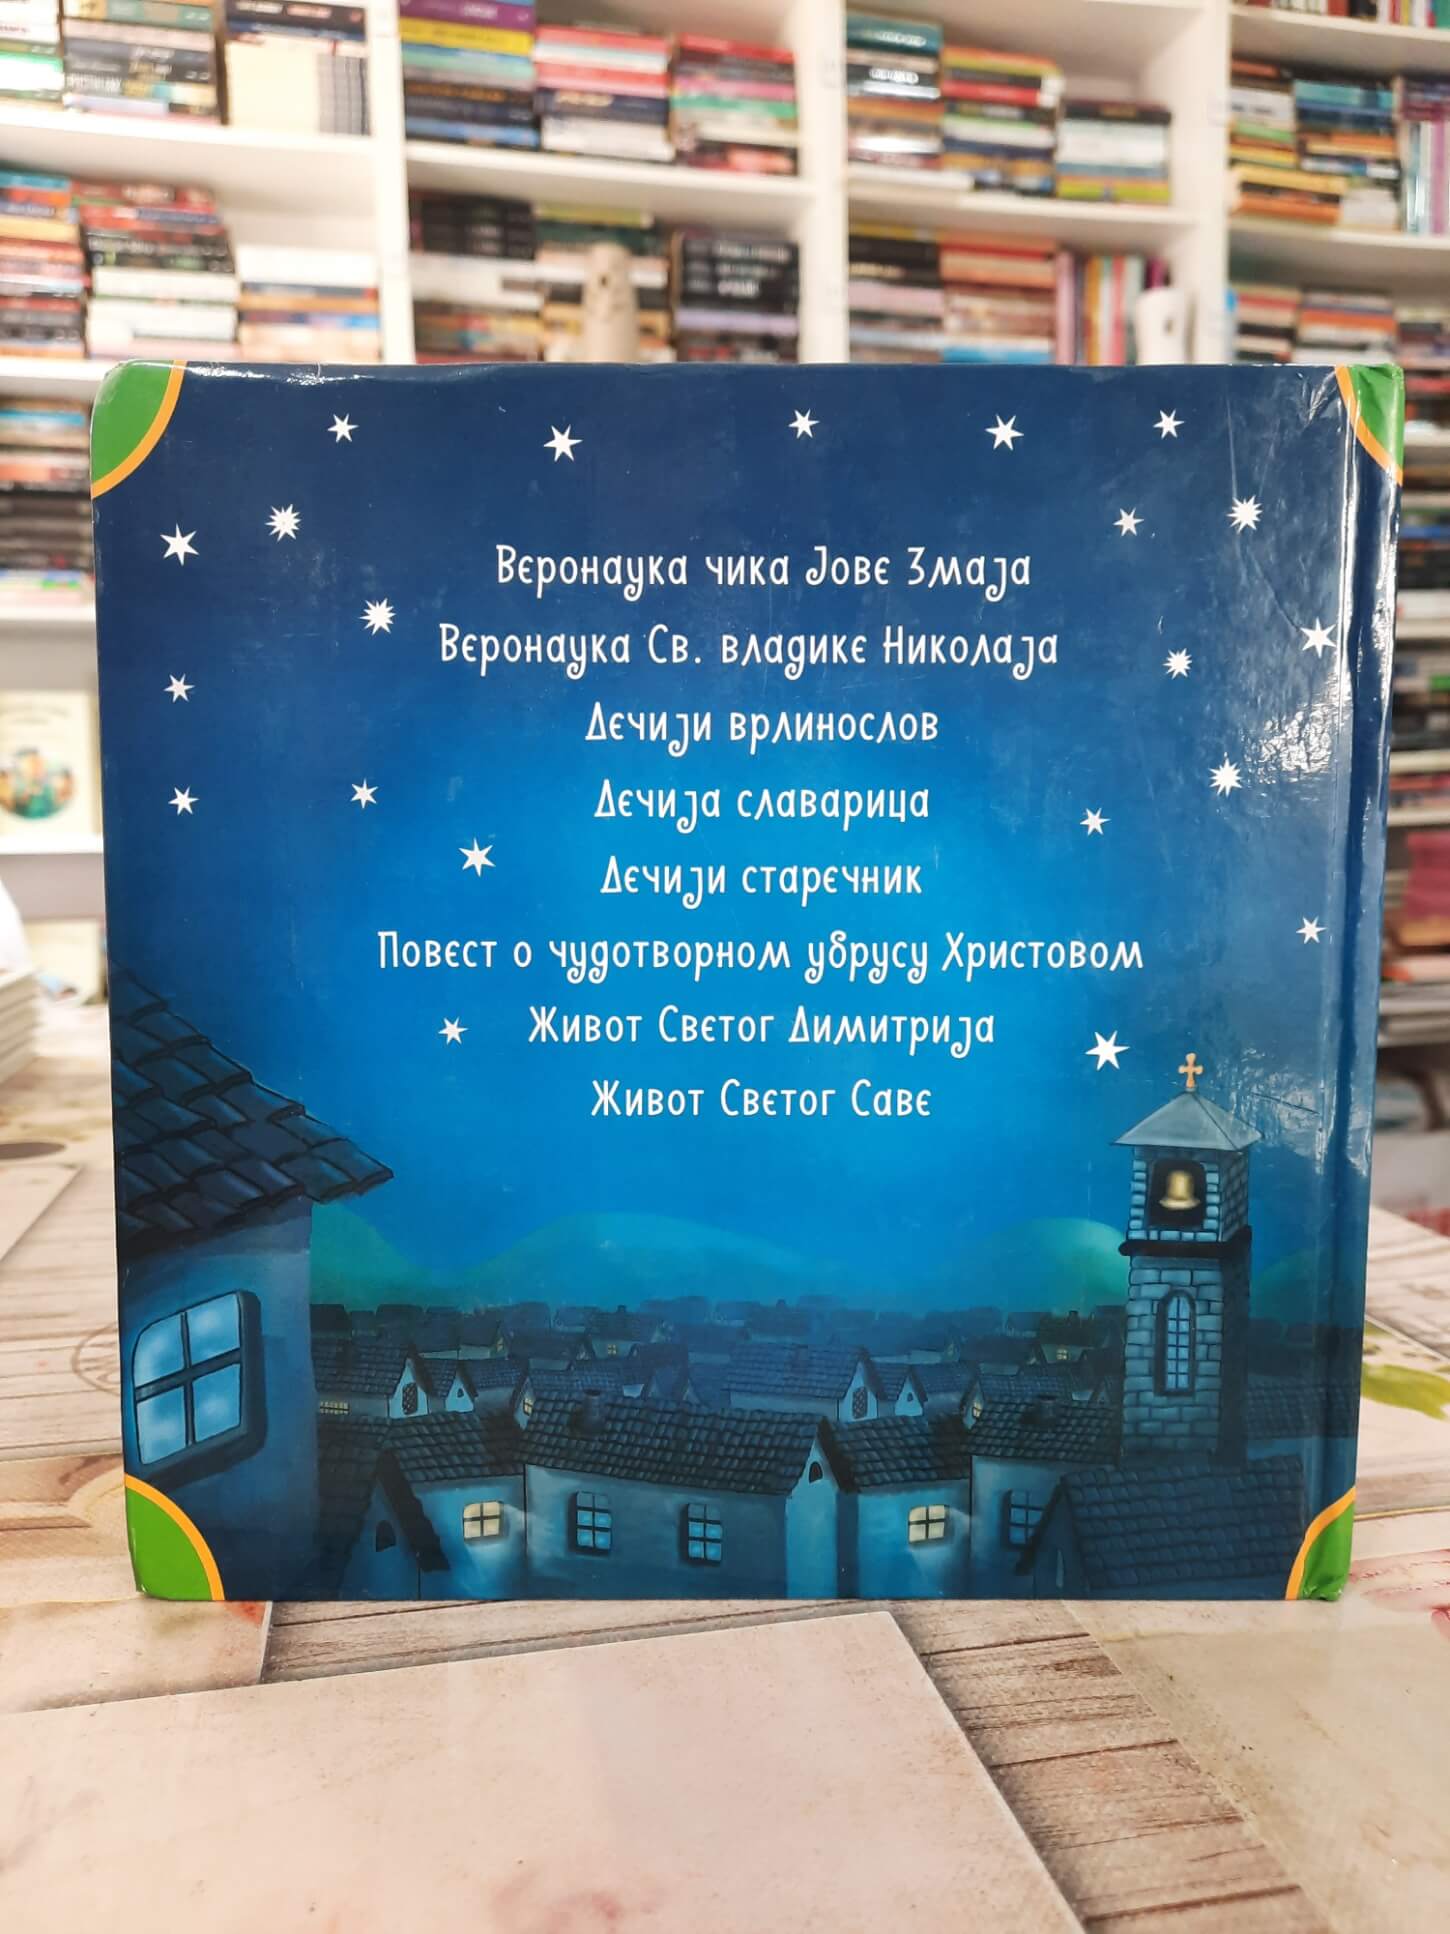 Веронаука чика Јове Змаја
Веронаука Св. владике Николаја
Дечији врлинослов
Дечија славарица
Дечији старечник
Повест о чудотворном убрусу Христовом
Живот Светог Димитрија
Живот Светог Саве